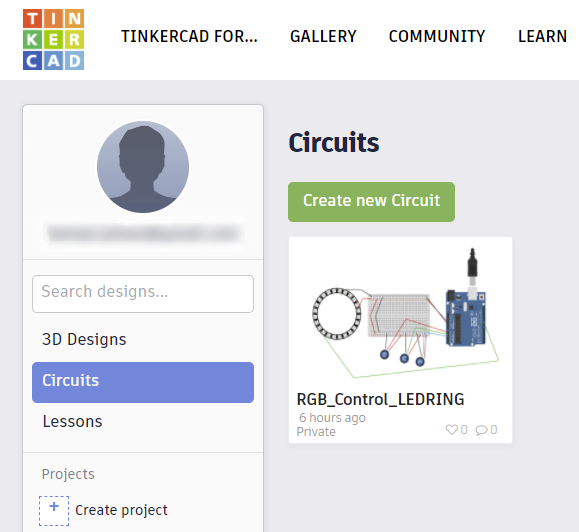 TIN
KER
CAD
TINKERCAD FOR... GALLERY COMMUNITY LEARN
Circuits
Create new Circuit
Search designs...
3D Designs
Circuits
Lessons
RGB_Control_LEDRING
6 hours ago
Private
0 0
Projects
+ Create project